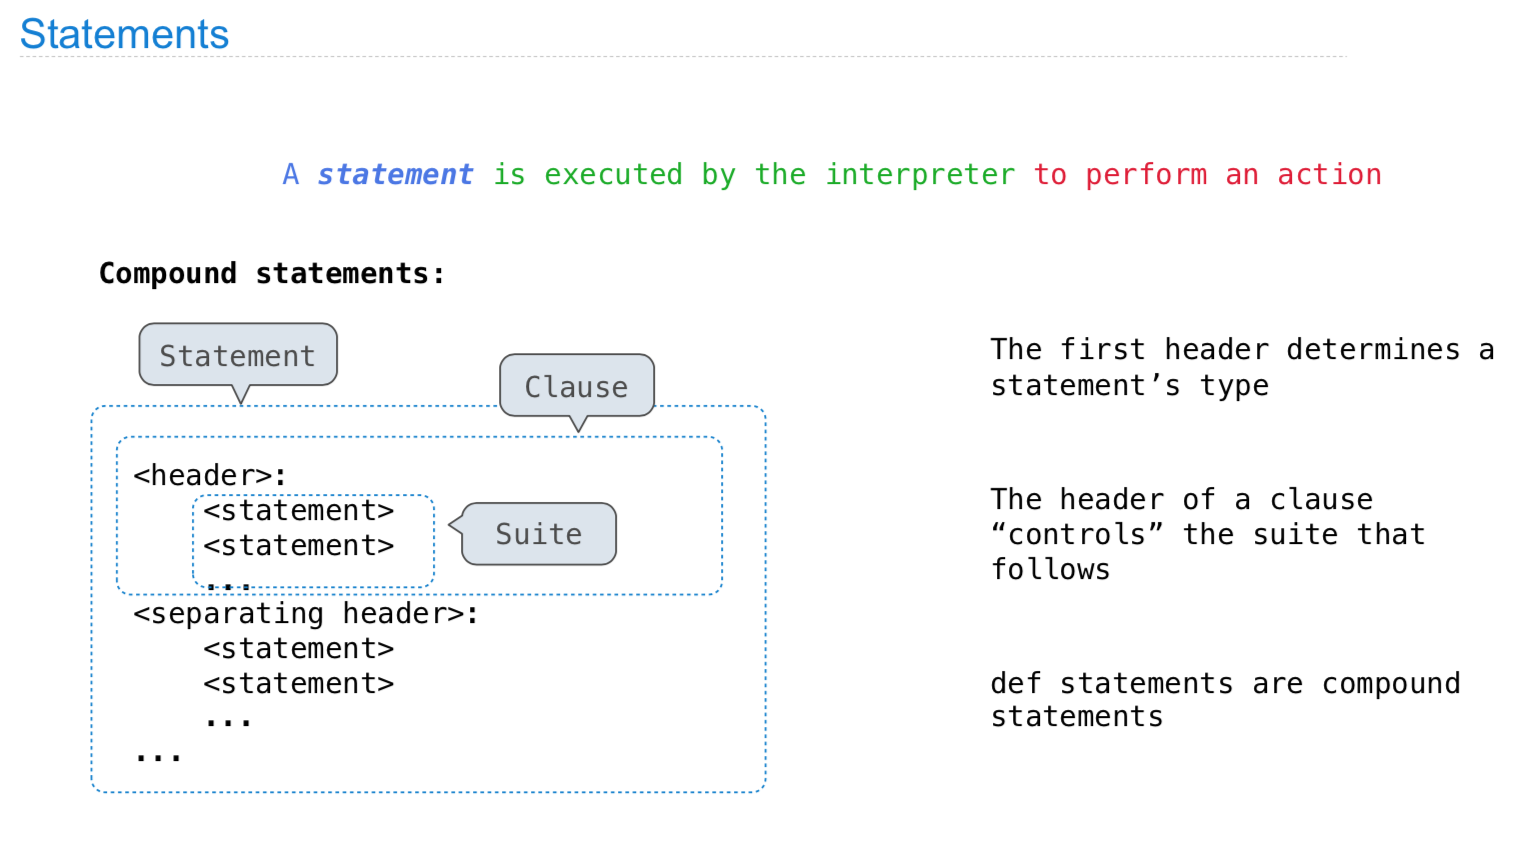 Statements
A statement is executed by the interpreter to perform an action
Compound statements:
Statement
Clause
<header>:
<statement>
<statement>
...
Suite
<separating header>:
<statement>
<statement>
...
...
The first header determines a
statement’s type
The header of a clause
“controls” the suite that
follows
def statements are compound
statements